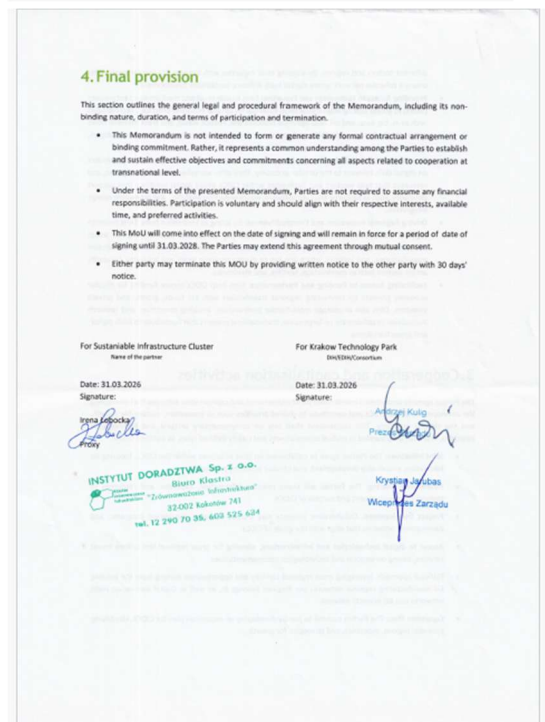 4. Final provision
This section outlines the general legal and procedural framework of the Memorandum, including its non-
binding nature, duration, and terms of participation and termination.
• This Memorandum is not intended to form or generate any formal contractual arrangement or
binding commitment. Rather, it represents a common understanding among the Parties to establish
and sustain effective objectives and commitments concerning all aspects related to cooperation at
transnational level.
• Under the terms of the presented Memorandum, Parties are not required to assume any financial
responsibilities. Participation is voluntary and should align with their respective interests, available
time, and preferred activities.
• This MoU will come into effect on the date of signing and will remain in force for a period of date of
signing until 31.03.2028. The Parties may extend this agreement through mutual consent.
• Either party may terminate this MOU by providing written notice to the other party with 30 days'
notice.
For Sustaniable Infrastructure Cluster
Name of the partner
Date: 31.03.2026
Signature:
Irena Łobocka
Proxy
INSTYTUT DORADZTWA Sp. z o.o.
Biuro Klastra
"Zrównoważona Infrastruktura"
32-002 Kokotów 741
tel. 12 290 70 35, 603 525 624
For Krakow Technology Park
DIH/EDIH/Consortium
Date: 31.03.2026
Signature:
Andrzej Kulig
Prezes
Krystian Jarubas
Wiceprezes Zarządu